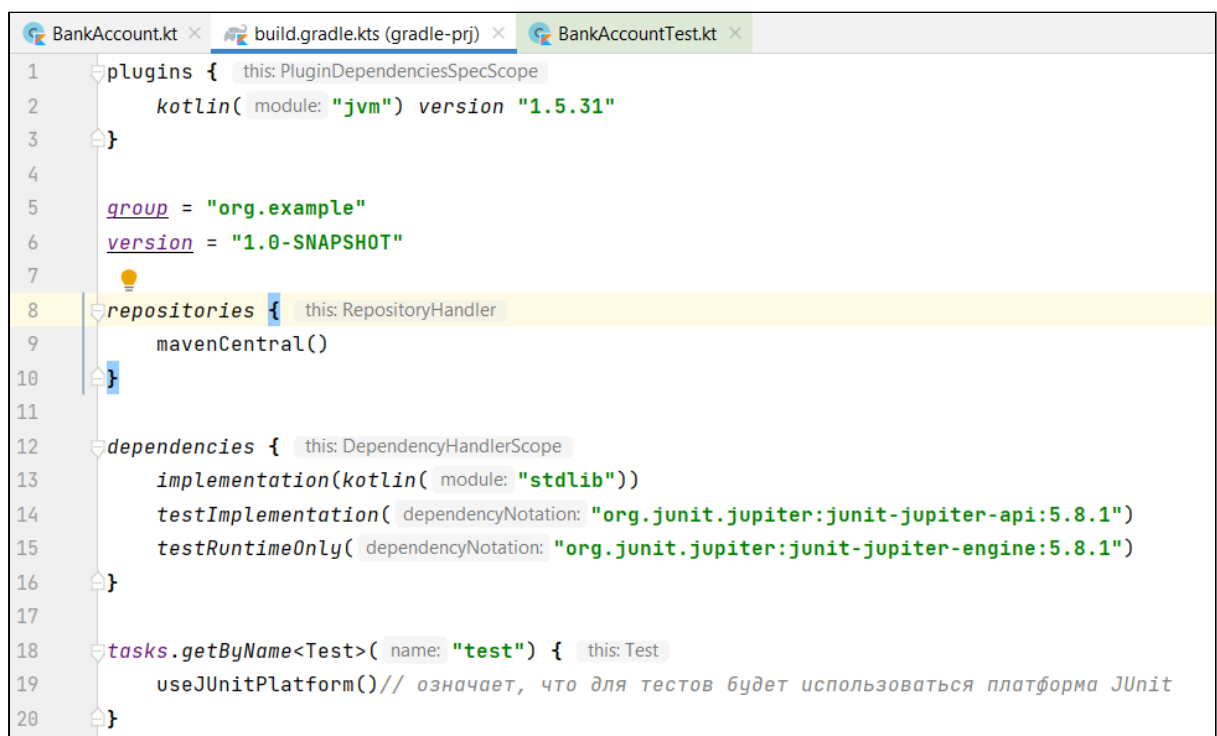 BankAccount.kt × build.gradle.kts (gradle-prj) × BankAccountTest.kt ×
1 plugins { this: PluginDependenciesSpecScope
2 kotlin( module: "jvm") version "1.5.31"
3 }
4
5 group = "org.example"
6 version = "1.0-SNAPSHOT"
7
8 repositories { this: RepositoryHandler
9 mavenCentral()
10 }
11
12 dependencies { this: DependencyHandlerScope
13 implementation(kotlin( module: "stdlib"))
14 testImplementation( dependencyNotation: "org.junit.jupiter:junit-jupiter-api:5.8.1")
15 testRuntimeOnly( dependencyNotation: "org.junit.jupiter:junit-jupiter-engine:5.8.1")
16 }
17
18 tasks.getByName<Test>( name: "test") { this: Test
19 useJUnitPlatform()// означает, что для тестов будет использоваться платформа JUnit
20 }